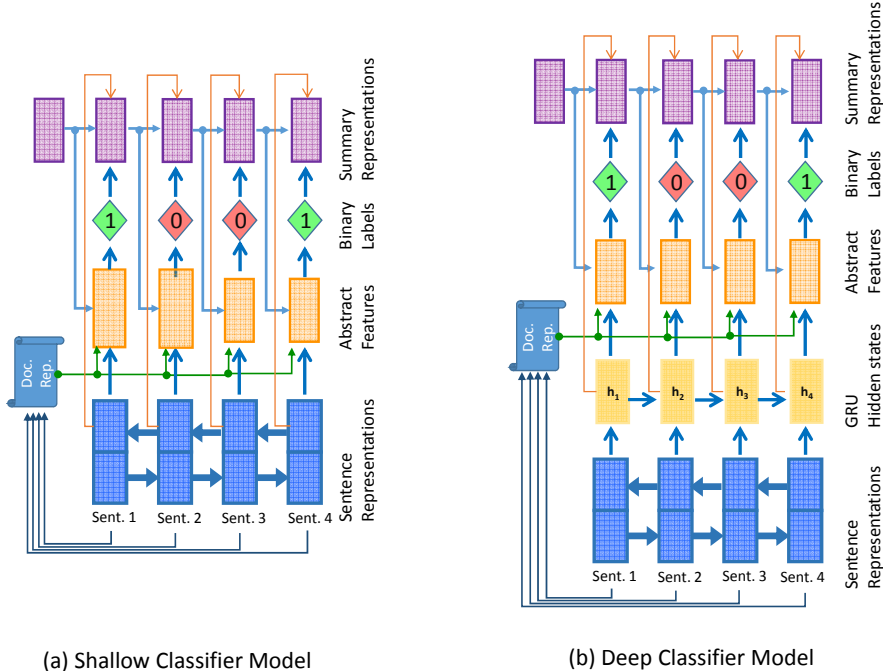 Summary
Representations
1
0
0
1
Binary
Labels
Abstract
Features
Doc.
Rep.
Sentence
Representations
Sent. 1
Sent. 2
Sent. 3
Sent. 4
(a) Shallow Classifier Model
Summary
Representations
1
0
0
1
Binary
Labels
Abstract
Features
Doc.
Rep.
h1
h2
h3
h4
GRU
Hidden states
Sentence
Representations
Sent. 1
Sent. 2
Sent. 3
Sent. 4
(b) Deep Classifier Model